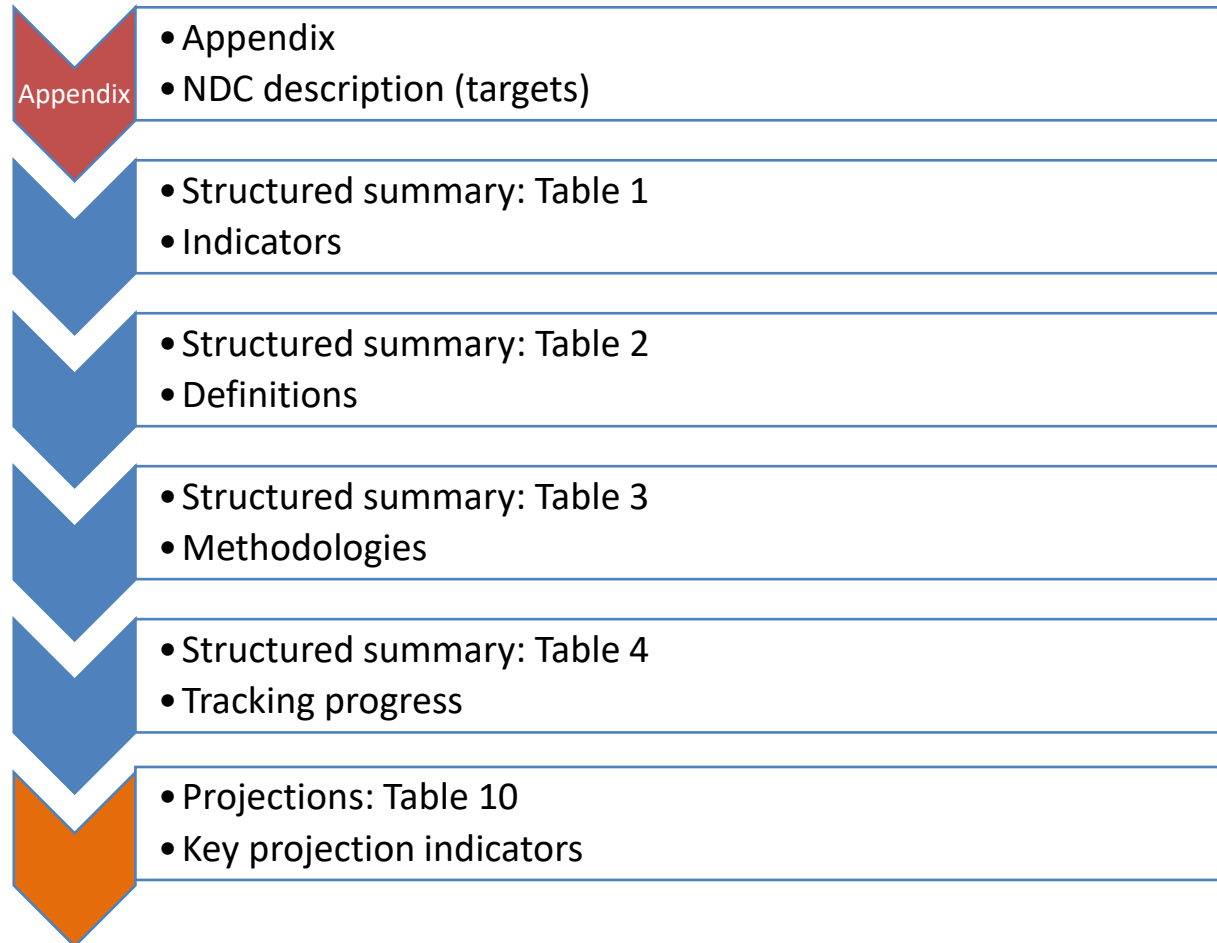 Appendix
•Appendix
•NDC description (targets)
•Structured summary: Table 1
•Indicators
•Structured summary: Table 2
•Definitions
•Structured summary: Table 3
•Methodologies
•Structured summary: Table 4
•Tracking progress
•Projections: Table 10
•Key projection indicators